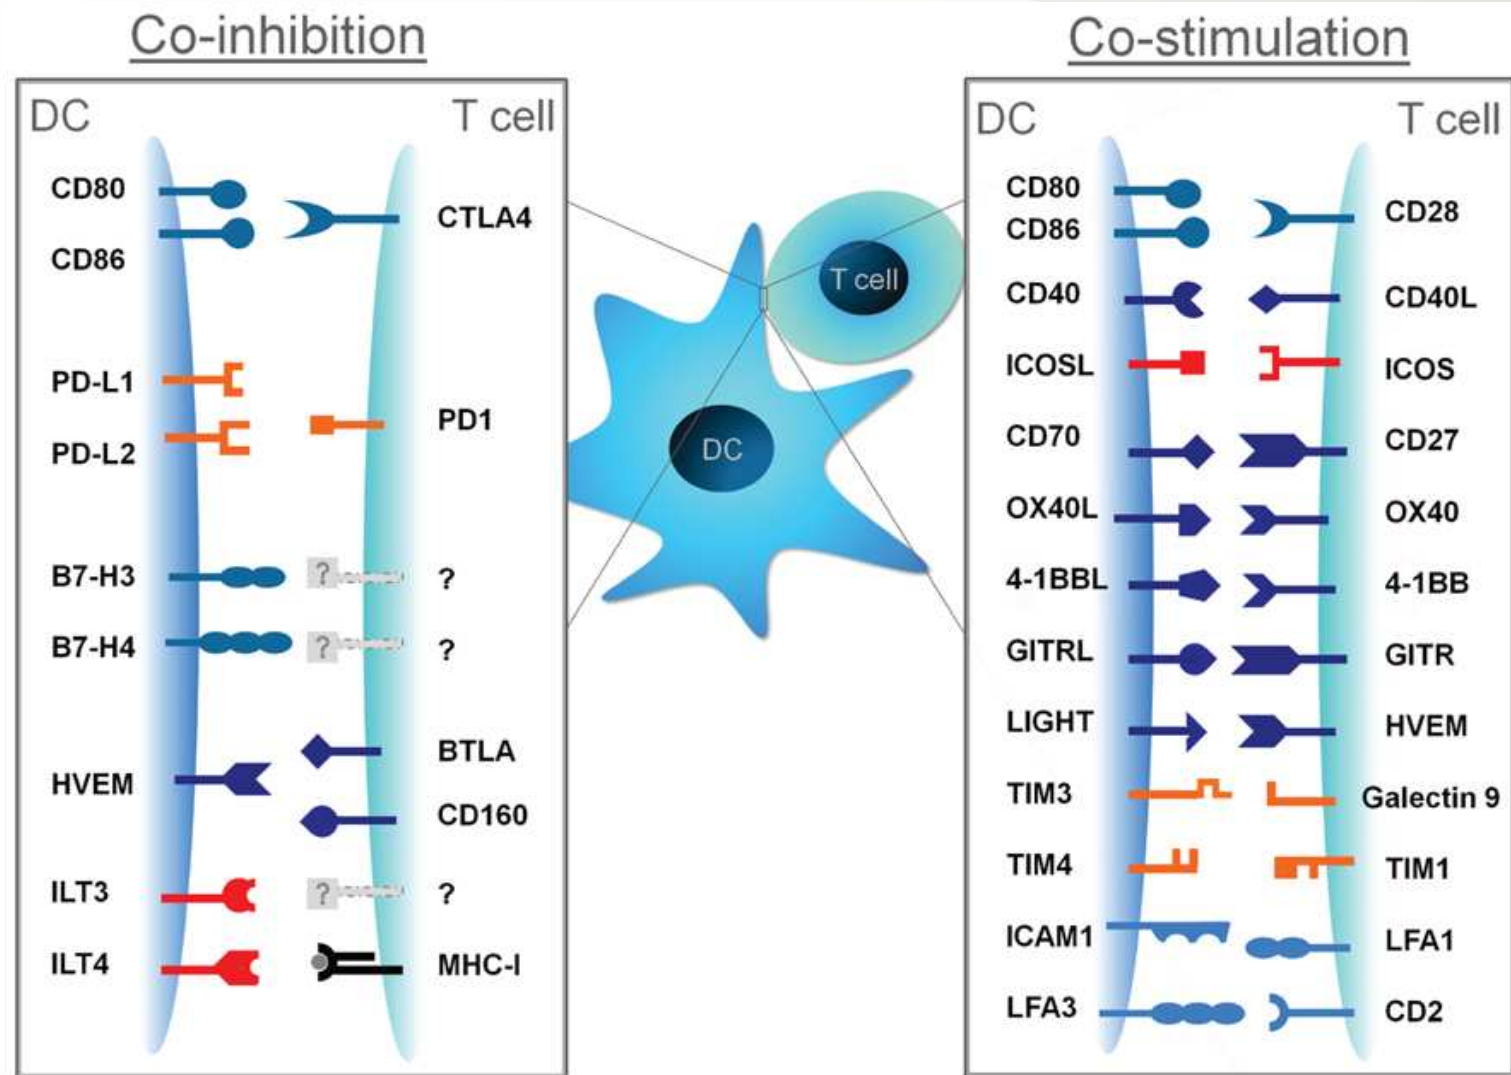 Co-inhibition
DC T cell
CD80
CTLA4
CD86
PD-L1
PD1
PD-L2
B7-H3 ? ?
B7-H4 ? ?
BTLA
HVEM
CD160
ILT3 ? ?
ILT4 MHC-I
T cell
DC
Co-stimulation
DC T cell
CD80
CD28
CD86
CD40 CD40L
ICOSL ICOS
CD70 CD27
OX40L OX40
4-1BBL 4-1BB
GITRL GITR
LIGHT HVEM
TIM3 Galectin 9
TIM4 TIM1
ICAM1 LFA1
LFA3 CD2